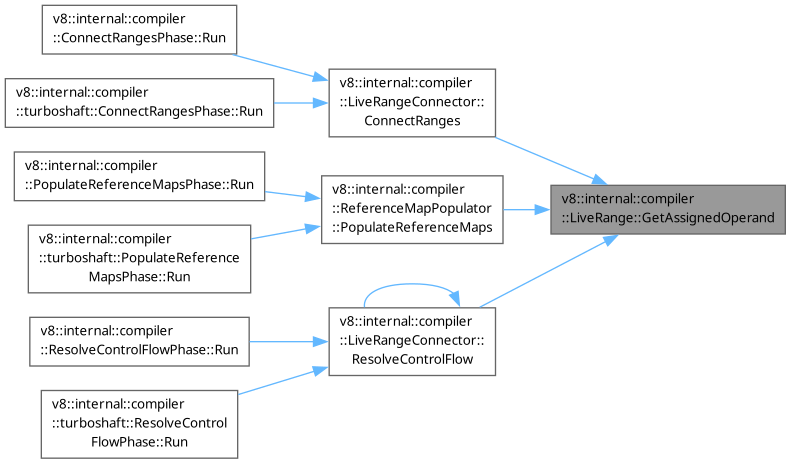 v8::internal::compiler
::ConnectRangesPhase::Run
v8::internal::compiler
::turboshaft::ConnectRangesPhase::Run
v8::internal::compiler
::PopulateReferenceMapsPhase::Run
v8::internal::compiler
::turboshaft::PopulateReference
MapsPhase::Run
v8::internal::compiler
::ResolveControlFlowPhase::Run
v8::internal::compiler
::turboshaft::ResolveControl
FlowPhase::Run
v8::internal::compiler
::LiveRangeConnector::
ConnectRanges
v8::internal::compiler
::ReferenceMapPopulator
::PopulateReferenceMaps
v8::internal::compiler
::LiveRangeConnector::
ResolveControlFlow
v8::internal::compiler
::LiveRange::GetAssignedOperand